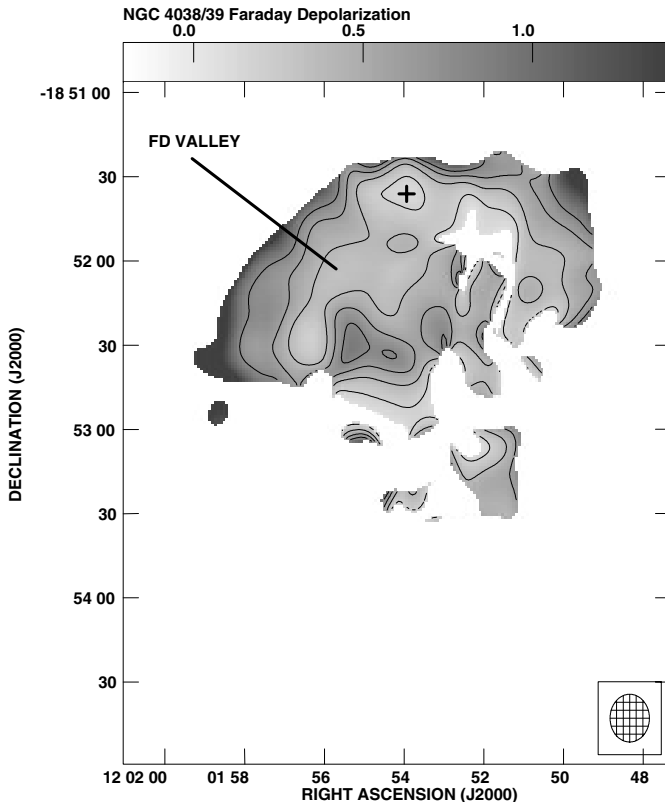 NGC 4038/39 Faraday Depolarization
0.0 0.5 1.0
-18 51 00
FD VALLEY
30
52 00
30
53 00
30
54 00
30
DECLINATION (J2000)
12 02 00 01 58 56 54 52 50 48
RIGHT ASCENSION (J2000)